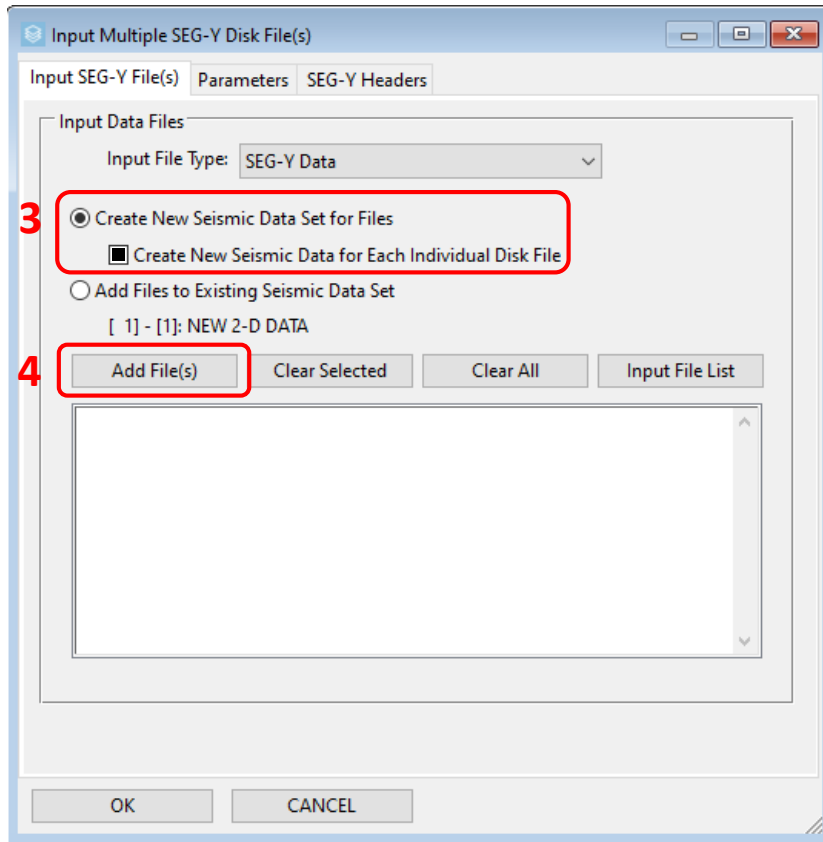 Input Multiple SEG-Y Disk File(s)
Input SEG-Y File(s) Parameters SEG-Y Headers
Input Data Files
Input File Type: SEG-Y Data
3 Create New Seismic Data Set for Files
Create New Seismic Data for Each Individual Disk File
Add Files to Existing Seismic Data Set
[ 1] - [1]: NEW 2-D DATA
4 Add File(s) Clear Selected Clear All Input File List
OK CANCEL